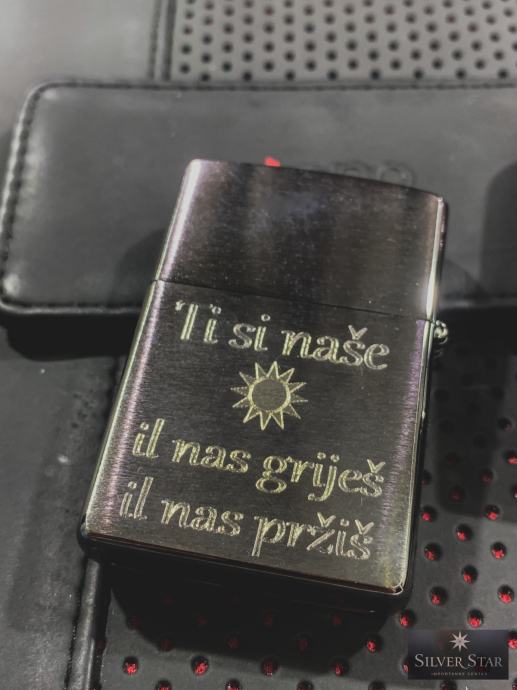 Ti si naše
il nas griješ
il nas pržiš
SILVER STAR